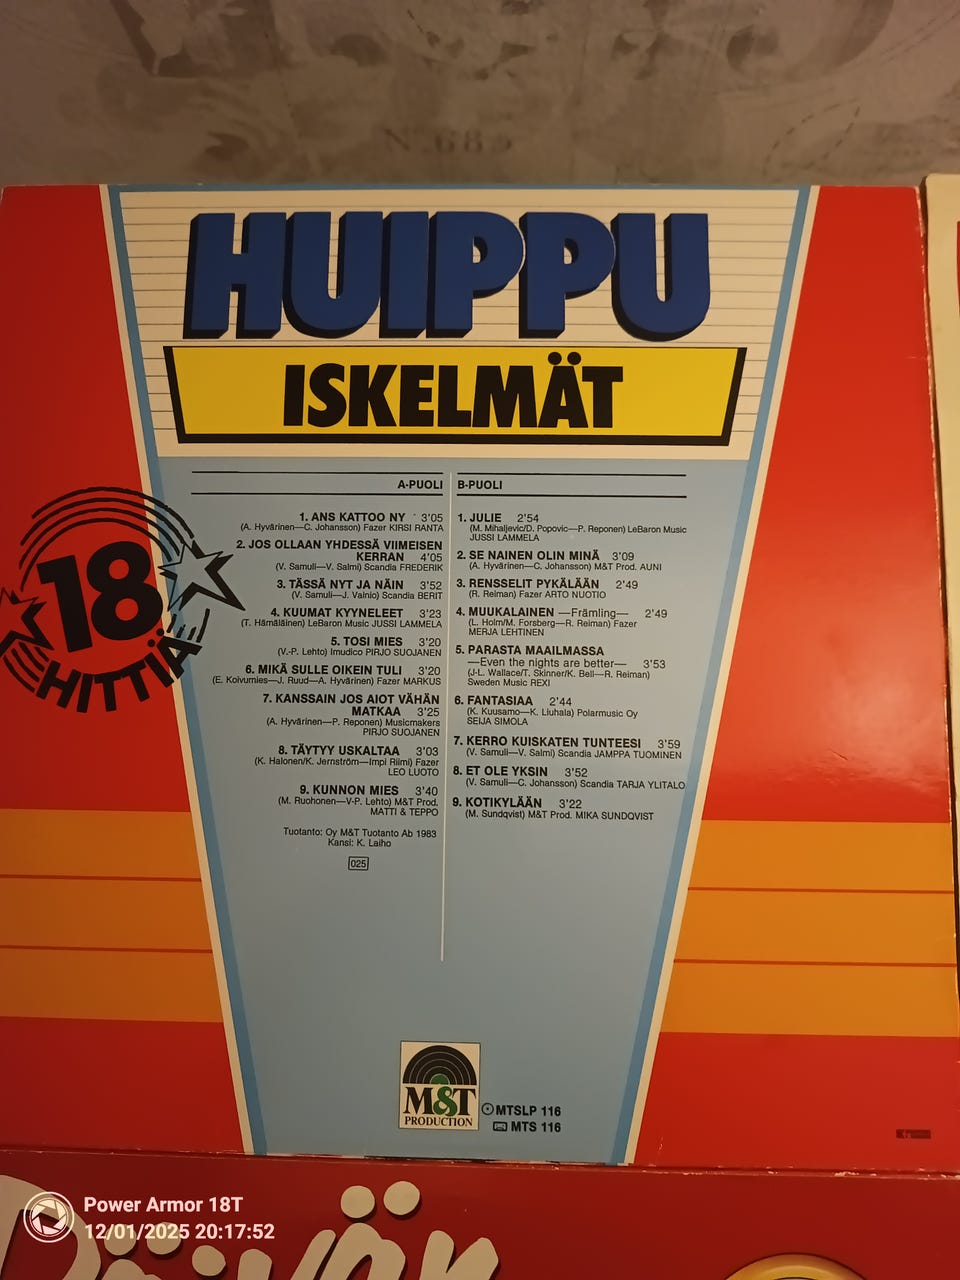 No 685
HUIPPU
ISKELMÄT
18
HITTIÄ
A-PUOLI
1. ANS KATTOO NY 3'05
(A. Hyvärinen—C. Johansson) Fazer KIRSI RANTA
2. JOS OLLAAN YHDESSÄ VIIMEISEN
KERRAN 4'05
(V. Samuli—V. Salmi) Scandia FREDERIK
3. TÄSSÄ NYT JA NÄIN 3'52
(V. Samuli—J. Vainio) Scandia BERIT
4. KUUMAT KYYNELEET 3'23
(T. Hämäläinen) LeBaron Music JUSSI LAMMELA
5. TOSI MIES 3'20
(V.-P. Lehto) Imudico PIRJO SUOJANEN
6. MIKÄ SULLE OIKEIN TULI 3'20
(E. Koivumies—J. Ruud—A. Hyvärinen) Fazer MARKUS
7. KANSSAIN JOS AIOT VÄHÄN
MATKAA 3'25
(A. Hyvärinen—P. Reponen) Musicmakers
PIRJO SUOJANEN
8. TÄYTYY USKALTAA 3'03
(K. Halonen/K. Jernström—Impi Riimi) Fazer
LEO LUOTO
9. KUNNON MIES 3'40
(M. Ruohonen—V-P. Lehto) M&T Prod.
MATTI & TEPPO
Tuotanto: Oy M&T Tuotanto Ab 1983
Kansi: K. Laiho
025
B-PUOLI
1. JULIE 2'54
(M. Mihaljevic/D. Popovic—P. Reponen) LeBaron Music
JUSSI LAMMELA
2. SE NAINEN OLIN MINÄ 3'09
(A. Hyvärinen—C. Johansson) M&T Prod. AUNI
3. RENSSELIT PYKÄLÄÄN 2'49
(R. Reiman) Fazer ARTO NUOTIO
4. MUUKALAINEN —Främling— 2'49
(L. Holm/M. Forsberg—R. Reiman) Fazer
MERJA LEHTINEN
5. PARASTA MAAILMASSA
—Even the nights are better— 3'53
(J-L. Wallace/T. Skinner/K. Bell—R. Reiman)
Sweden Music REXI
6. FANTASIAA 2'44
(K. Kuusamo—K. Liuhala) Polarmusic Oy
SEIJA SIMOLA
7. KERRO KUISKATEN TUNTEESI 3'59
(V. Samuli—V. Salmi) Scandia JAMPPA TUOMINEN
8. ET OLE YKSIN 3'52
(V. Samuli—C. Johansson) Scandia TARJA YLITALO
9. KOTIKYLÄÄN 3'22
(M. Sundqvist) M&T Prod. MIKA SUNDQVIST
M&T
PRODUCTION
MTSLP 116
MTS 116
Päivän
Power Armor 18T
12/01/2025 20:17:52